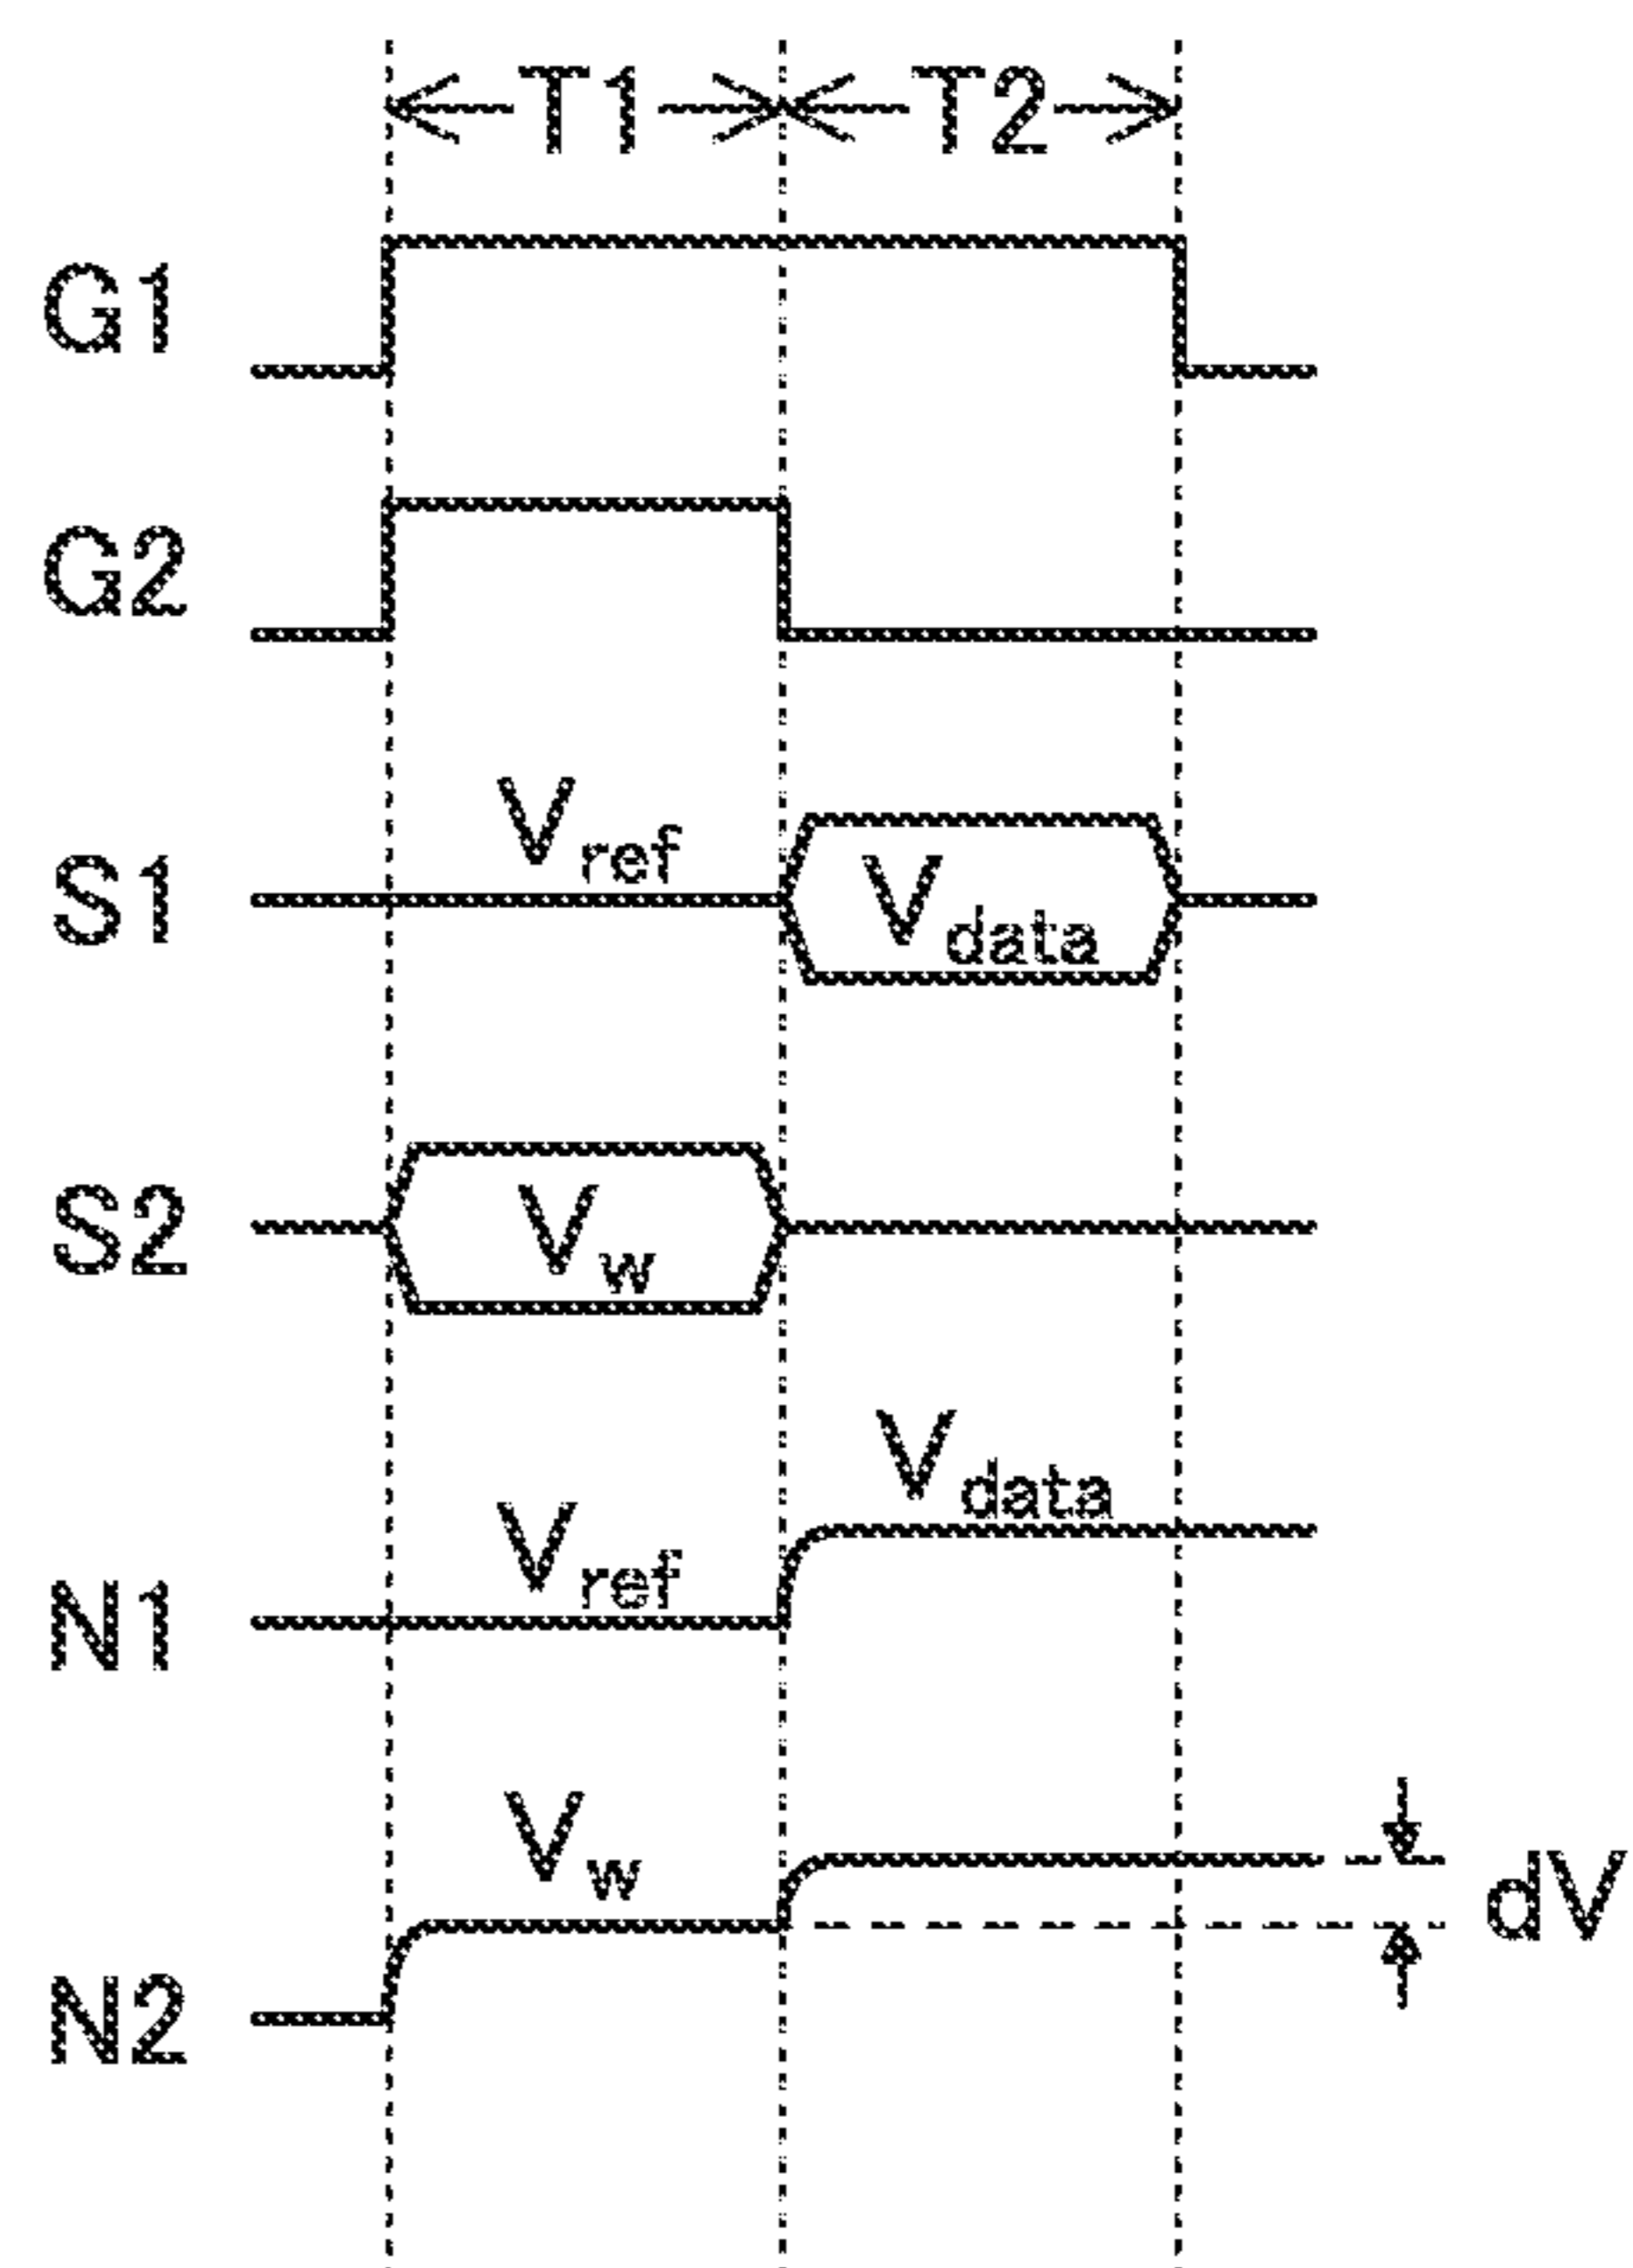 T1 T2
G1
G2
Vref
S1 Vdata
S2 Vw
Vdata
Vref
N1
Vw
dV
N2